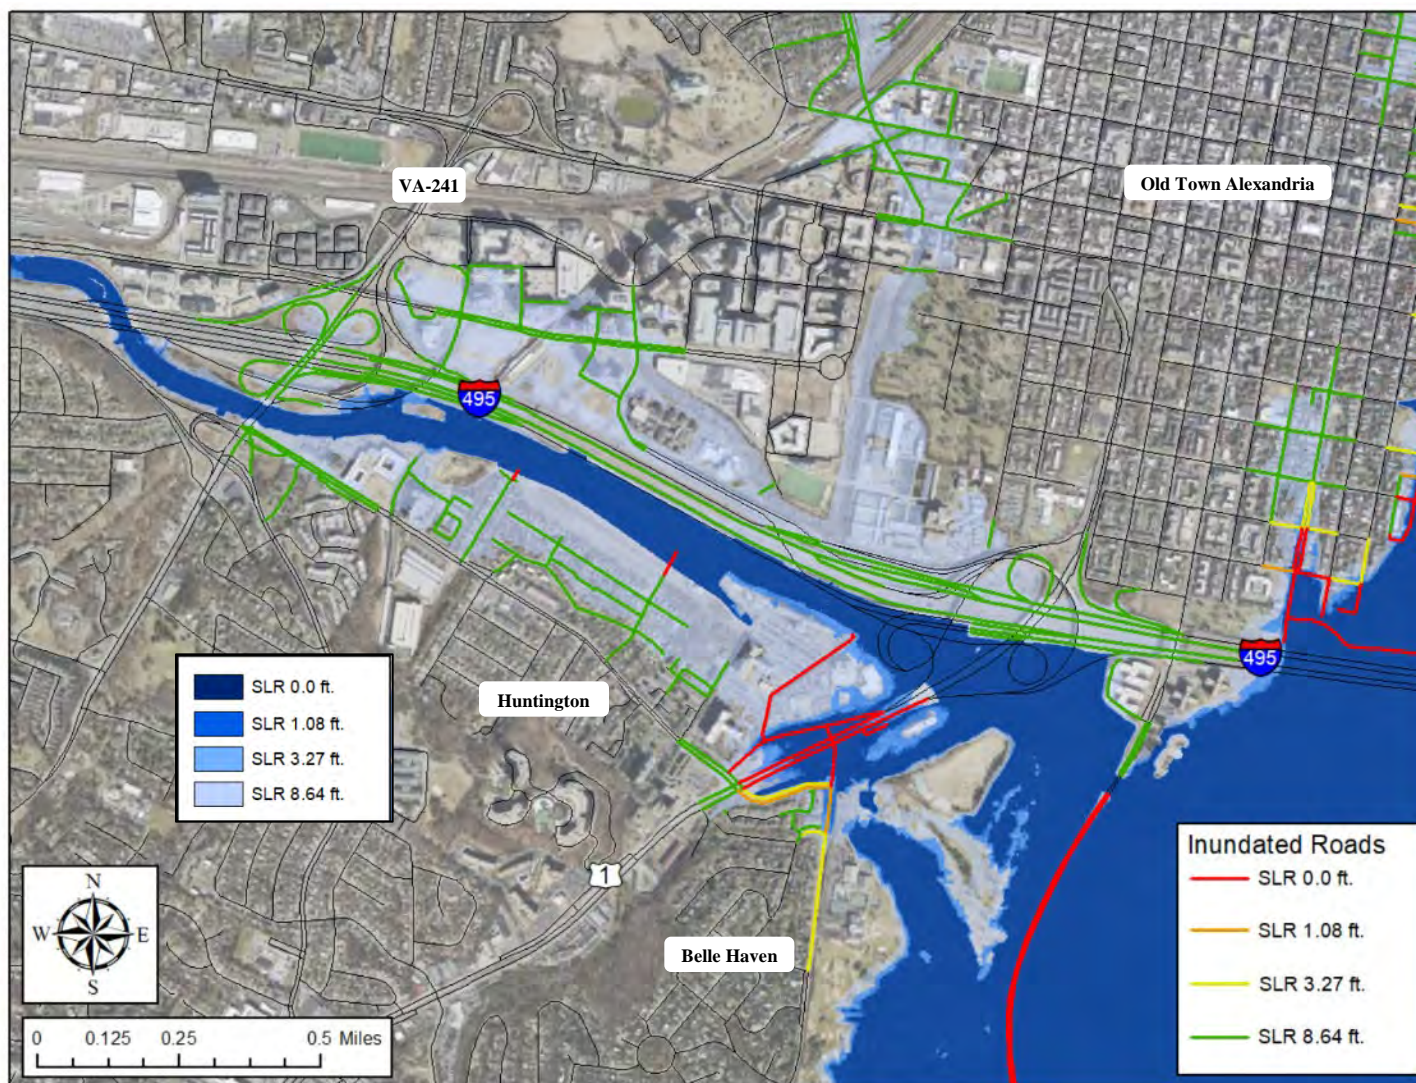 VA-241
Old Town Alexandria
495
495
Huntington
SLR 0.0 ft.
SLR 1.08 ft.
SLR 3.27 ft.
SLR 8.64 ft.
1
Belle Haven
N
W E
S
0 0.125 0.25 0.5 Miles
Inundated Roads
SLR 0.0 ft.
SLR 1.08 ft.
SLR 3.27 ft.
SLR 8.64 ft.